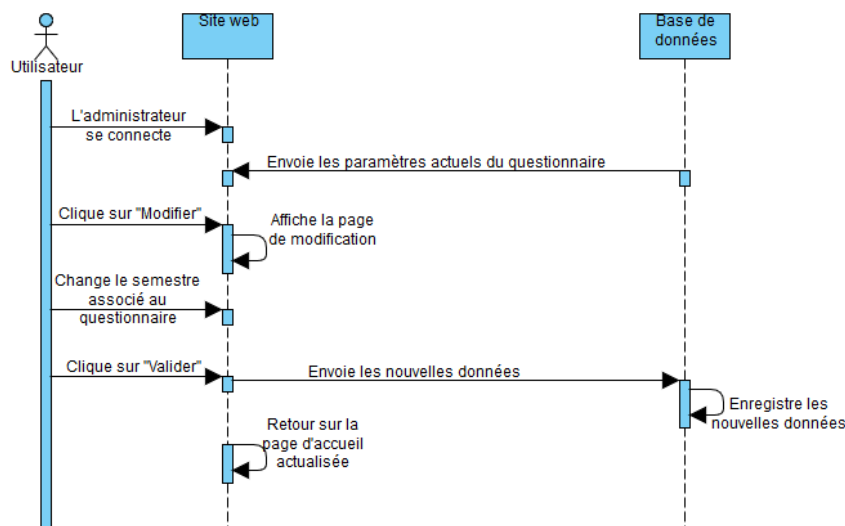 Site web
Base de
données
Utilisateur
L'administrateur
se connecte
Envoie les paramètres actuels du questionnaire
Clique sur "Modifier"
Affiche la page
de modification
Change le semestre
associé au
questionnaire
Clique sur "Valider"
Envoie les nouvelles données
Enregistre les
nouvelles données
Retour sur la
page d'accueil
actualisée